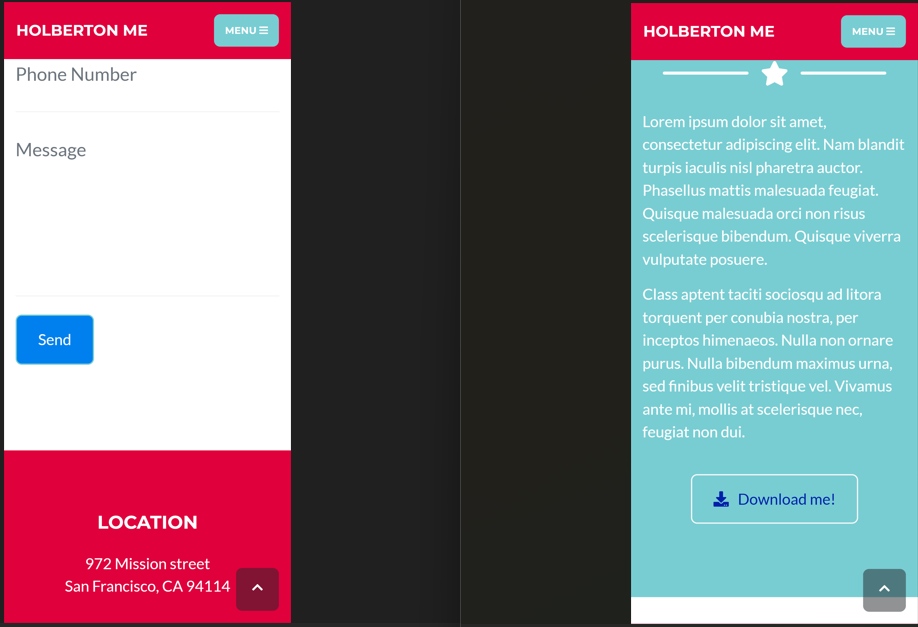 HOLBERTON ME
MENU
Phone Number
Message
Send
LOCATION
972 Mission street
San Francisco, CA 94114
HOLBERTON ME
MENU
Lorem ipsum dolor sit amet,
consectetur adipiscing elit. Nam blandit
turpis iaculis nisl pharetra auctor.
Phasellus mattis malesuada feugiat.
Quisque malesuada orci non risus
scelerisque bibendum. Quisque viverra
vulputate posuere.
Class aptent taciti sociosqu ad litora
torquent per conubia nostra, per
inceptos himenaeos. Nulla non ornare
purus. Nulla bibendum maximus urna,
sed finibus velit tristique vel. Vivamus
ante mi, mollis at scelerisque nec,
feugiat non dui.
Download me!